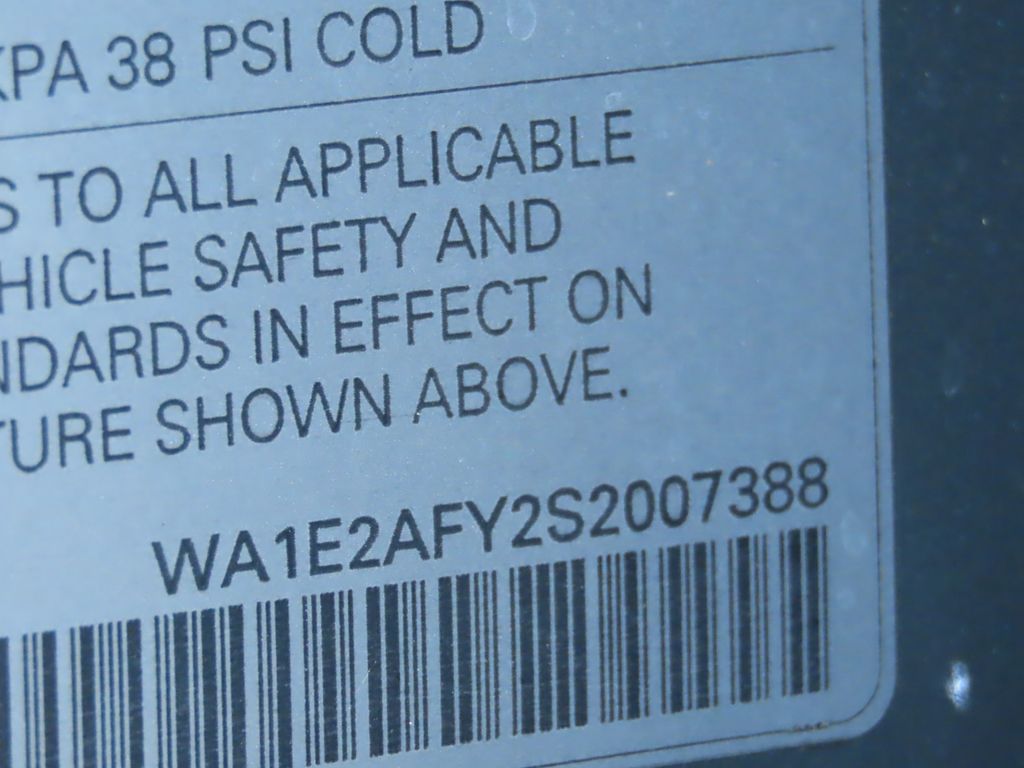 KPA 38 PSI COLD
S TO ALL APPLICABLE
HICLE SAFETY AND
NDARDS IN EFFECT ON
TURE SHOWN ABOVE.
WA1E2AFY2S2007388